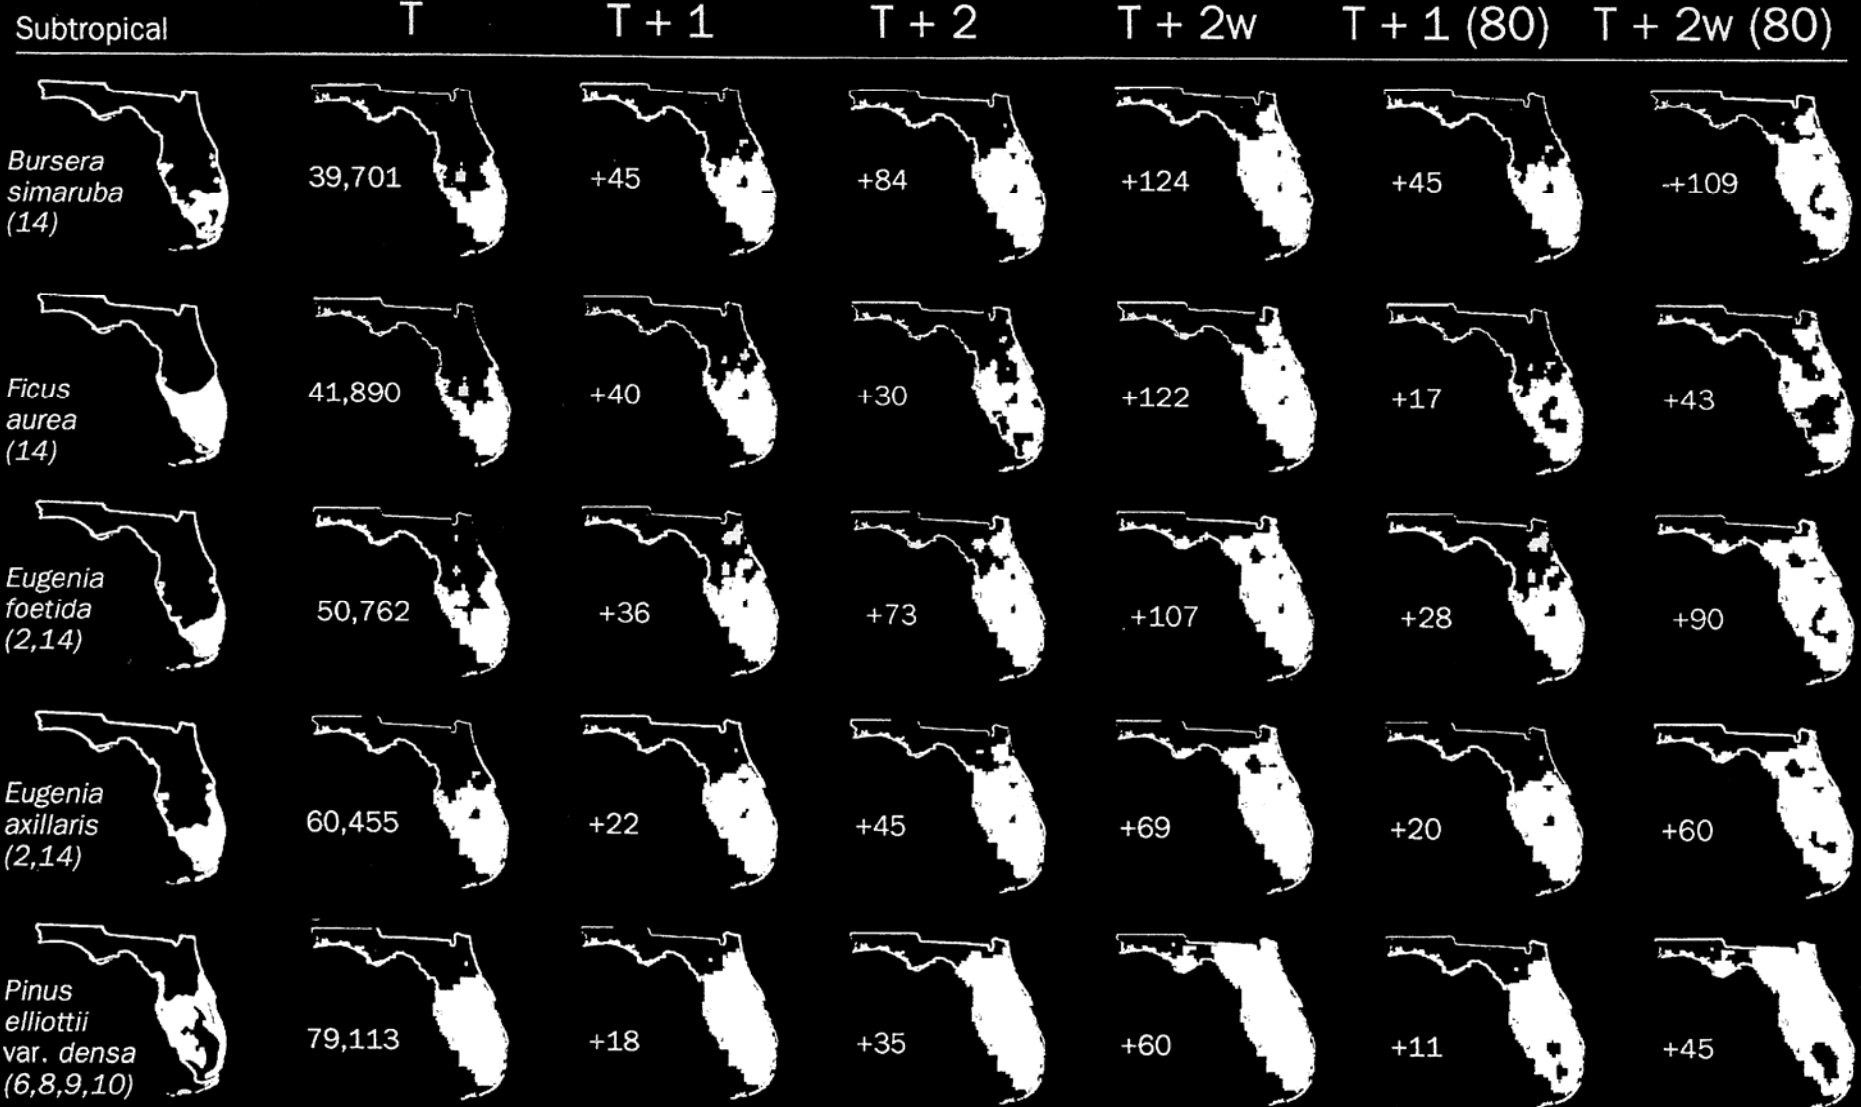 Subtropical T T + 1 T + 2 T + 2w T + 1 (80) T + 2w (80)
Bursera
simaruba
(14)
39,701 +45 +84 +124 +45 -+109
Ficus
aurea
(14)
41,890 +40 +30 +122 +17 +43
Eugenia
foetida
(2,14)
50,762 +36 +73 +107 +28 +90
Eugenia
axillaris
(2,14)
60,455 +22 +45 +69 +20 +60
Pinus
elliottii
var. densa
(6,8,9,10)
79,113 +18 +35 +60 +11 +45